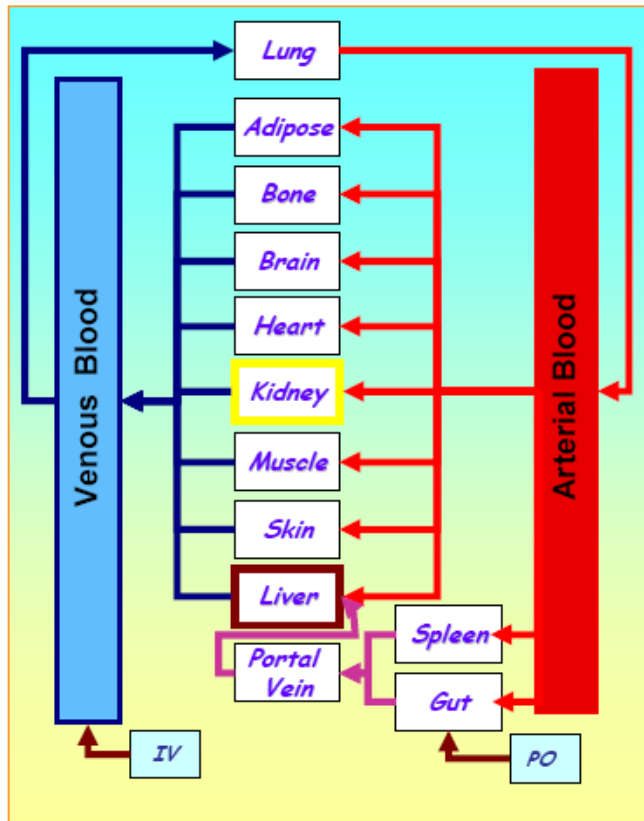 Lung
Adipose
Bone
Brain
Heart
Kidney
Muscle
Skin
Liver
Portal
Vein
Spleen
Gut
Venous Blood
Arterial Blood
IV
PO